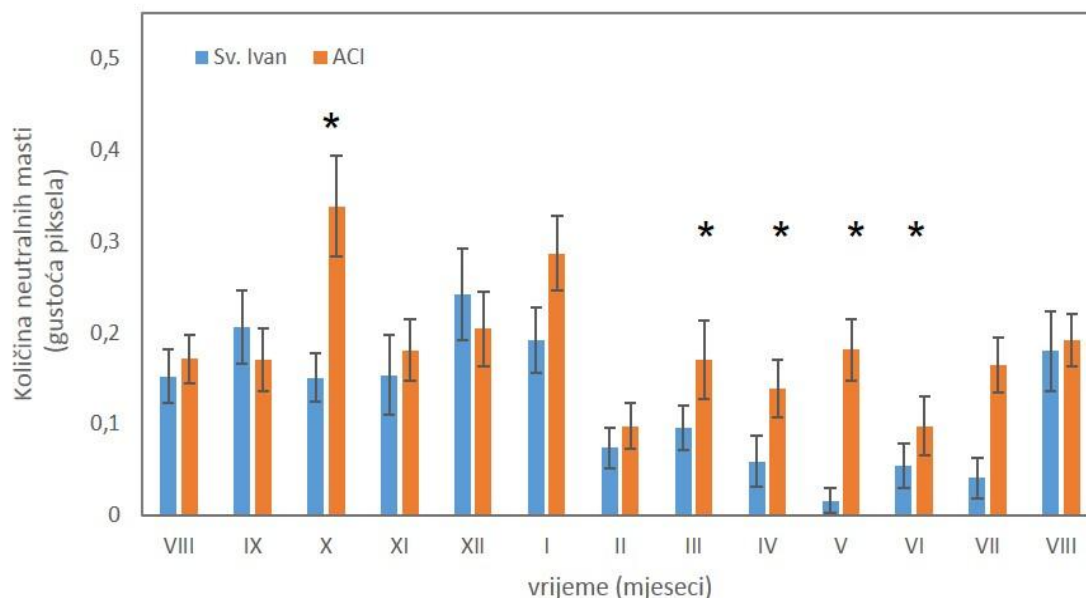 Količina neutralnih masti
(gustoća piksela)
0,5
0,4
0,3
0,2
0,1
0
Sv. Ivan ACI
*
* * * *
VIII IX X XI XII I II III IV V VI VII VIII
vrijeme (mjeseci)